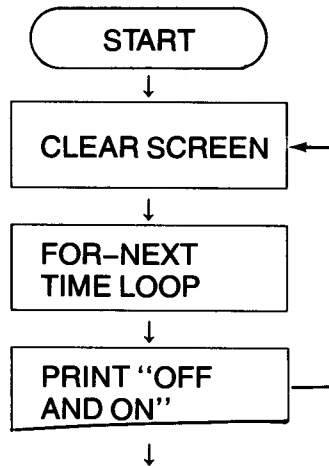 START
CLEAR SCREEN
FOR–NEXT
TIME LOOP
PRINT “OFF
AND ON”